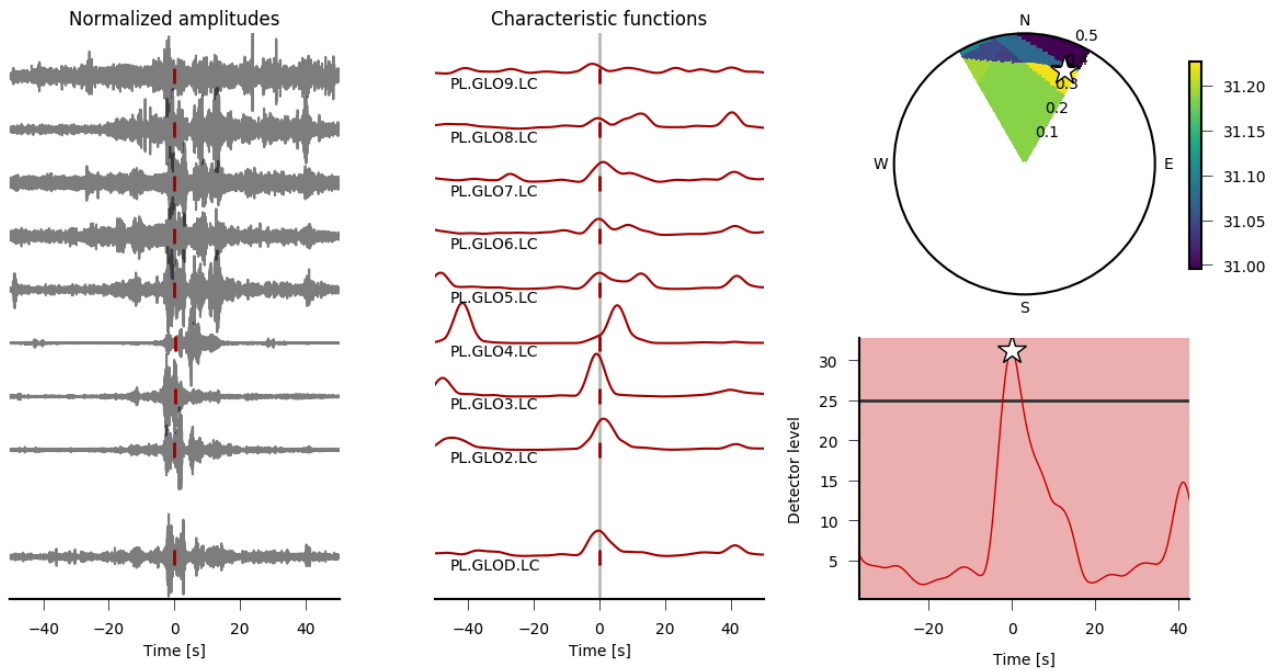 Normalized amplitudes
−40
−20
0
20
40
Time [s]
Characteristic functions
PL.GLO9.LC
PL.GLO8.LC
PL.GLO7.LC
PL.GLO6.LC
PL.GLO5.LC
PL.GLO4.LC
PL.GLO3.LC
PL.GLO2.LC
PL.GLOD.LC
−40
−20
0
20
40
Time [s]
N
0.5
0.4
0.3
0.2
0.1
W
E
S
31.20
31.15
31.10
31.05
31.00
Detector level
30
25
20
15
10
5
−20
0
20
40
Time [s]